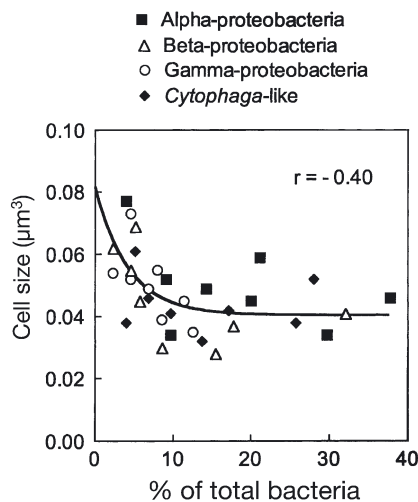 Alpha-proteobacteria
Beta-proteobacteria
Gamma-proteobacteria
Cytophaga-like
0.10
r = - 0.40
0.08
0.06
0.04
0.02
0.00
Cell size (µm³)
0 10 20 30 40
% of total bacteria